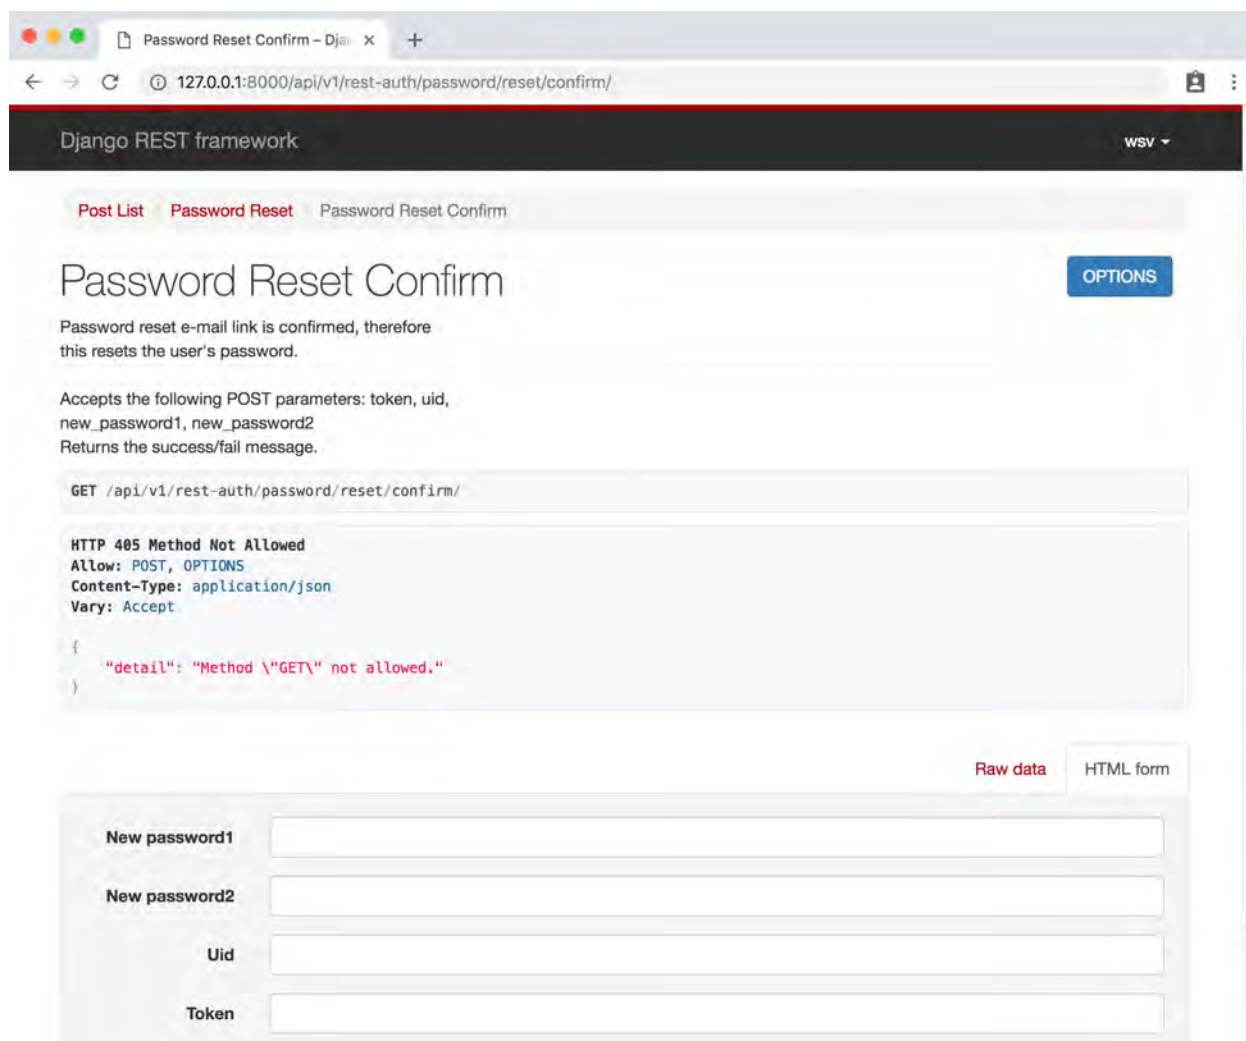 Password Reset Confirm – Dja
127.0.0.1:8000/api/v1/rest-auth/password/reset/confirm/
Django REST framework
wsv
Post List Password Reset Password Reset Confirm
Password Reset Confirm
OPTIONS
Password reset e-mail link is confirmed, therefore
this resets the user's password.
Accepts the following POST parameters: token, uid,
new_password1, new_password2
Returns the success/fail message.
GET /api/v1/rest-auth/password/reset/confirm/
HTTP 405 Method Not Allowed
Allow: POST, OPTIONS
Content-Type: application/json
Vary: Accept
{
"detail": "Method \"GET\" not allowed."
}
Raw data HTML form
New password1
New password2
Uid
Token